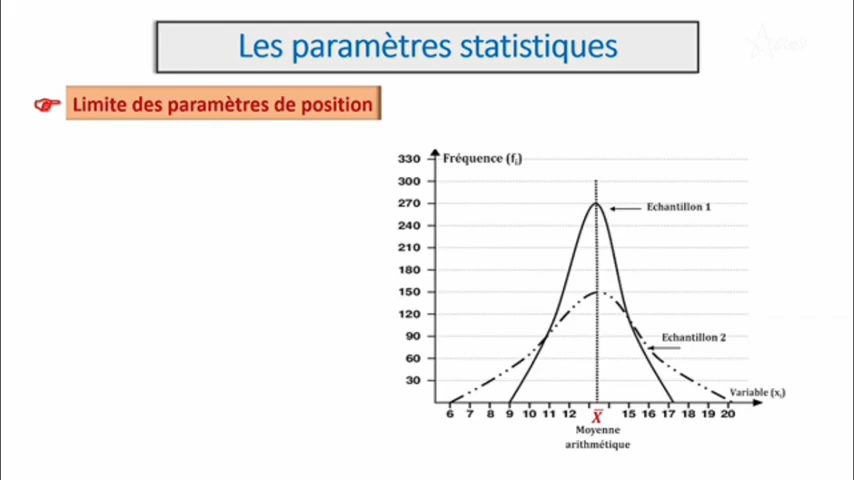 Les paramètres statistiques
Limite des paramètres de position
Fréquence (fi)
330
300
270
240
210
180
150
120
90
60
30
Echantillon 1
Echantillon 2
Variable (xi)
6 7 8 9 10 11 12 X̅ 15 16 17 18 19 20
Moyenne
arithmétique